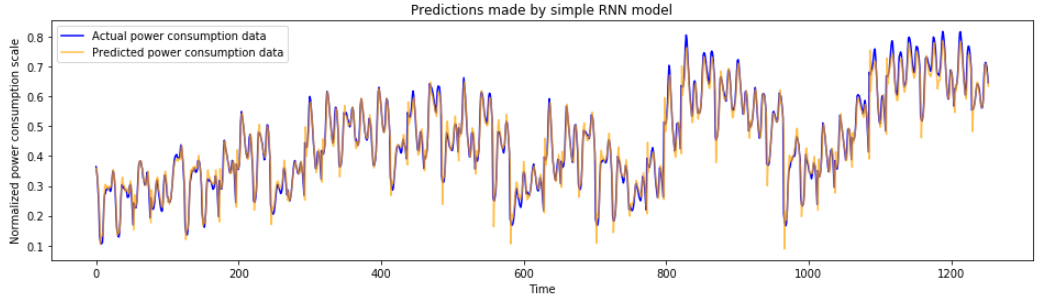 Predictions made by simple RNN model
Actual power consumption data
Predicted power consumption data
Normalized power consumption scale
0.8
0.7
0.6
0.5
0.4
0.3
0.2
0.1
0 200 400 600 800 1000 1200
Time